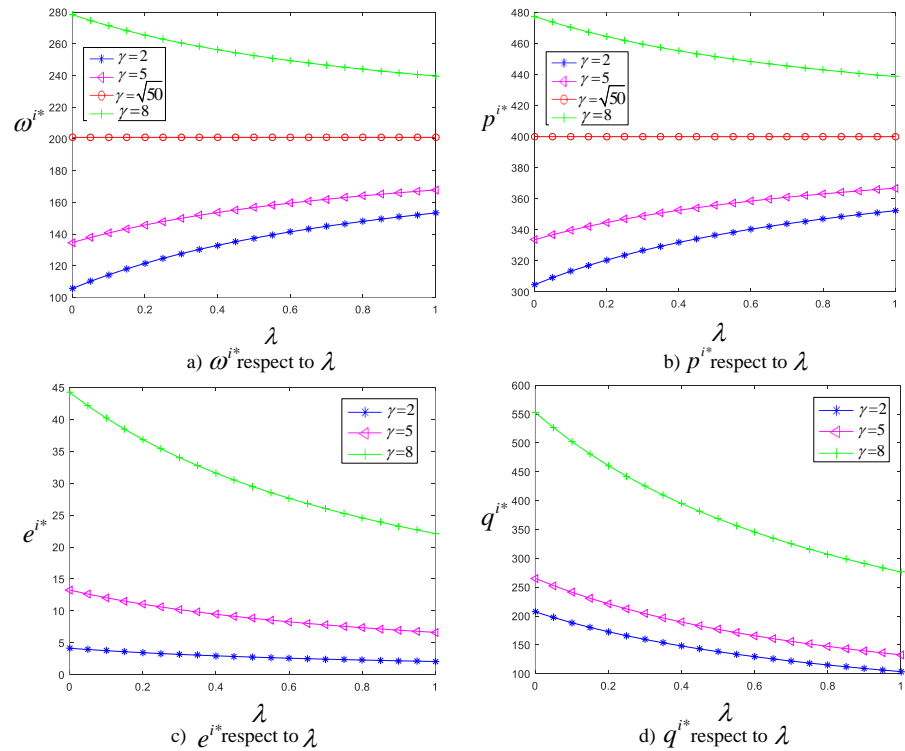 280
260
240
220
200
180
160
140
120
100
ω^{i*}
γ=2
γ=5
γ=√50
γ=8
0 0.2 0.4 0.6 0.8 1
λ
a) ω^{i*} respect to λ
480
460
440
420
400
380
360
340
320
300
p^{i*}
γ=2
γ=5
γ=√50
γ=8
0 0.2 0.4 0.6 0.8 1
λ
b) p^{i*} respect to λ
45
40
35
30
25
20
15
10
5
0
e^{i*}
γ=2
γ=5
γ=8
0 0.2 0.4 0.6 0.8 1
λ
c) e^{i*} respect to λ
600
550
500
450
400
350
300
250
200
150
100
q^{i*}
γ=2
γ=5
γ=8
0 0.2 0.4 0.6 0.8 1
λ
d) q^{i*} respect to λ